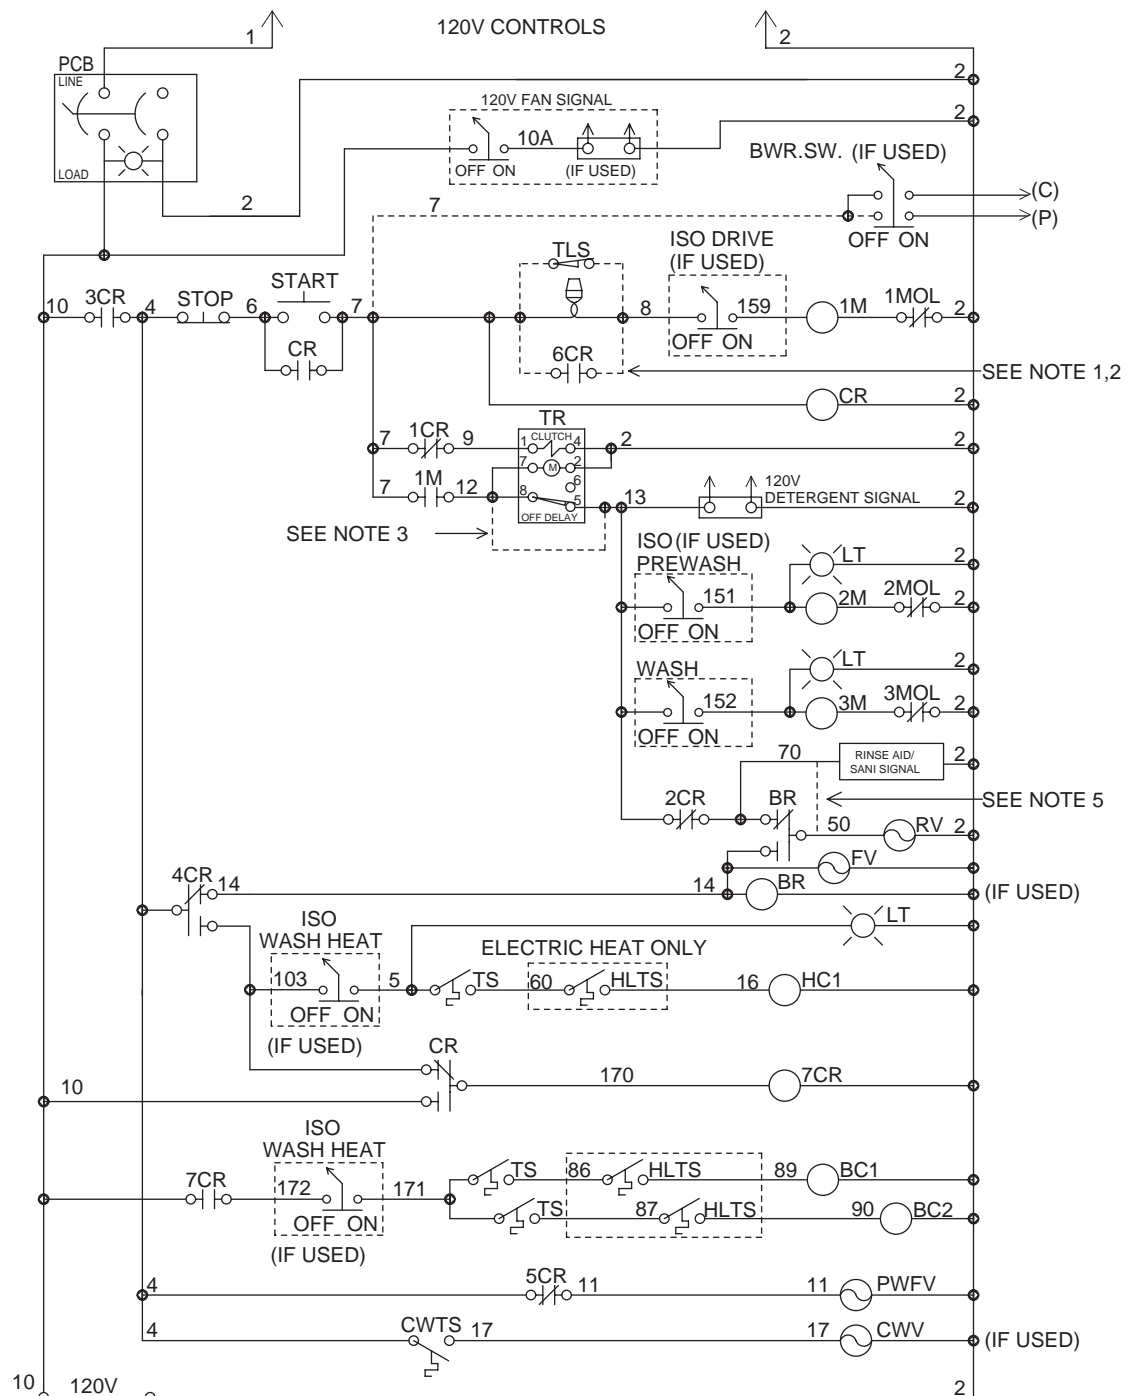 120V CONTROLS
1
2
PCB
LINE
LOAD
2
2
120V FAN SIGNAL
10A
OFF ON
(IF USED)
2
BWR.SW. (IF USED)
2
7
(C)
(P)
OFF ON
TLS
ISO DRIVE
(IF USED)
START
10
3CR
4
STOP
6
7
8
159
1M
1MOL
2
OFF ON
CR
6CR
SEE NOTE 1,2
CR
2
TR
7
1CR
9
1
CLUTCH
4
2
2
7
M
2
6
7
1M
12
8
5
13
120V
DETERGENT SIGNAL
2
OFF DELAY
SEE NOTE 3
ISO (IF USED)
PREWASH
LT
2
151
2M
2MOL
2
OFF ON
WASH
LT
2
152
3M
3MOL
2
OFF ON
70
RINSE AID/
SANI SIGNAL
2
2CR
BR
SEE NOTE 5
50
RV
2
FV
4CR
14
14
BR
(IF USED)
ISO
WASH HEAT
LT
ELECTRIC HEAT ONLY
103
5
TS
60
HLTS
16
HC1
OFF ON
(IF USED)
CR
10
170
7CR
ISO
WASH HEAT
7CR
172
171
TS
86
HLTS
89
BC1
OFF ON
TS
87
HLTS
90
BC2
(IF USED)
4
5CR
11
11
PWFV
4
CWTS
17
17
CWV
(IF USED)
10
120V
2